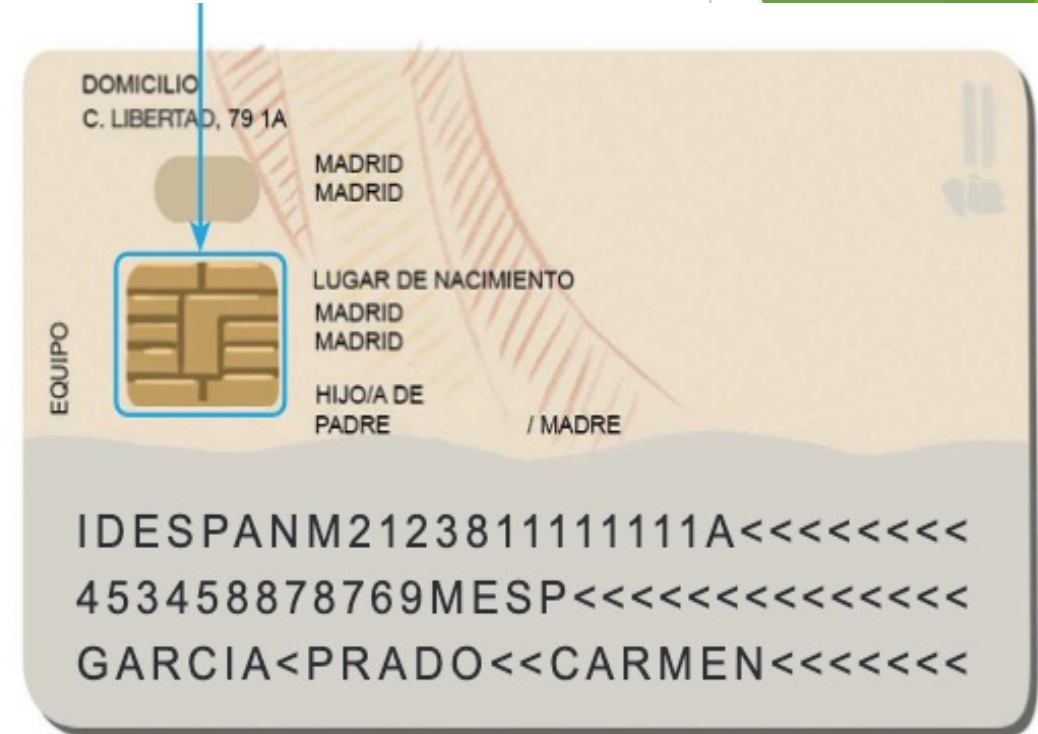 DOMICILIO
C. LIBERTAD, 79 1A
MADRID
MADRID
LUGAR DE NACIMIENTO
MADRID
MADRID
EQUIPO
HIJO/A DE
PADRE / MADRE
IDESPANM2123811111111A<<<<<<<<
453458878769MESP<<<<<<<<<<<<<<
GARCIA<PRADO<<CARMEN<<<<<<<